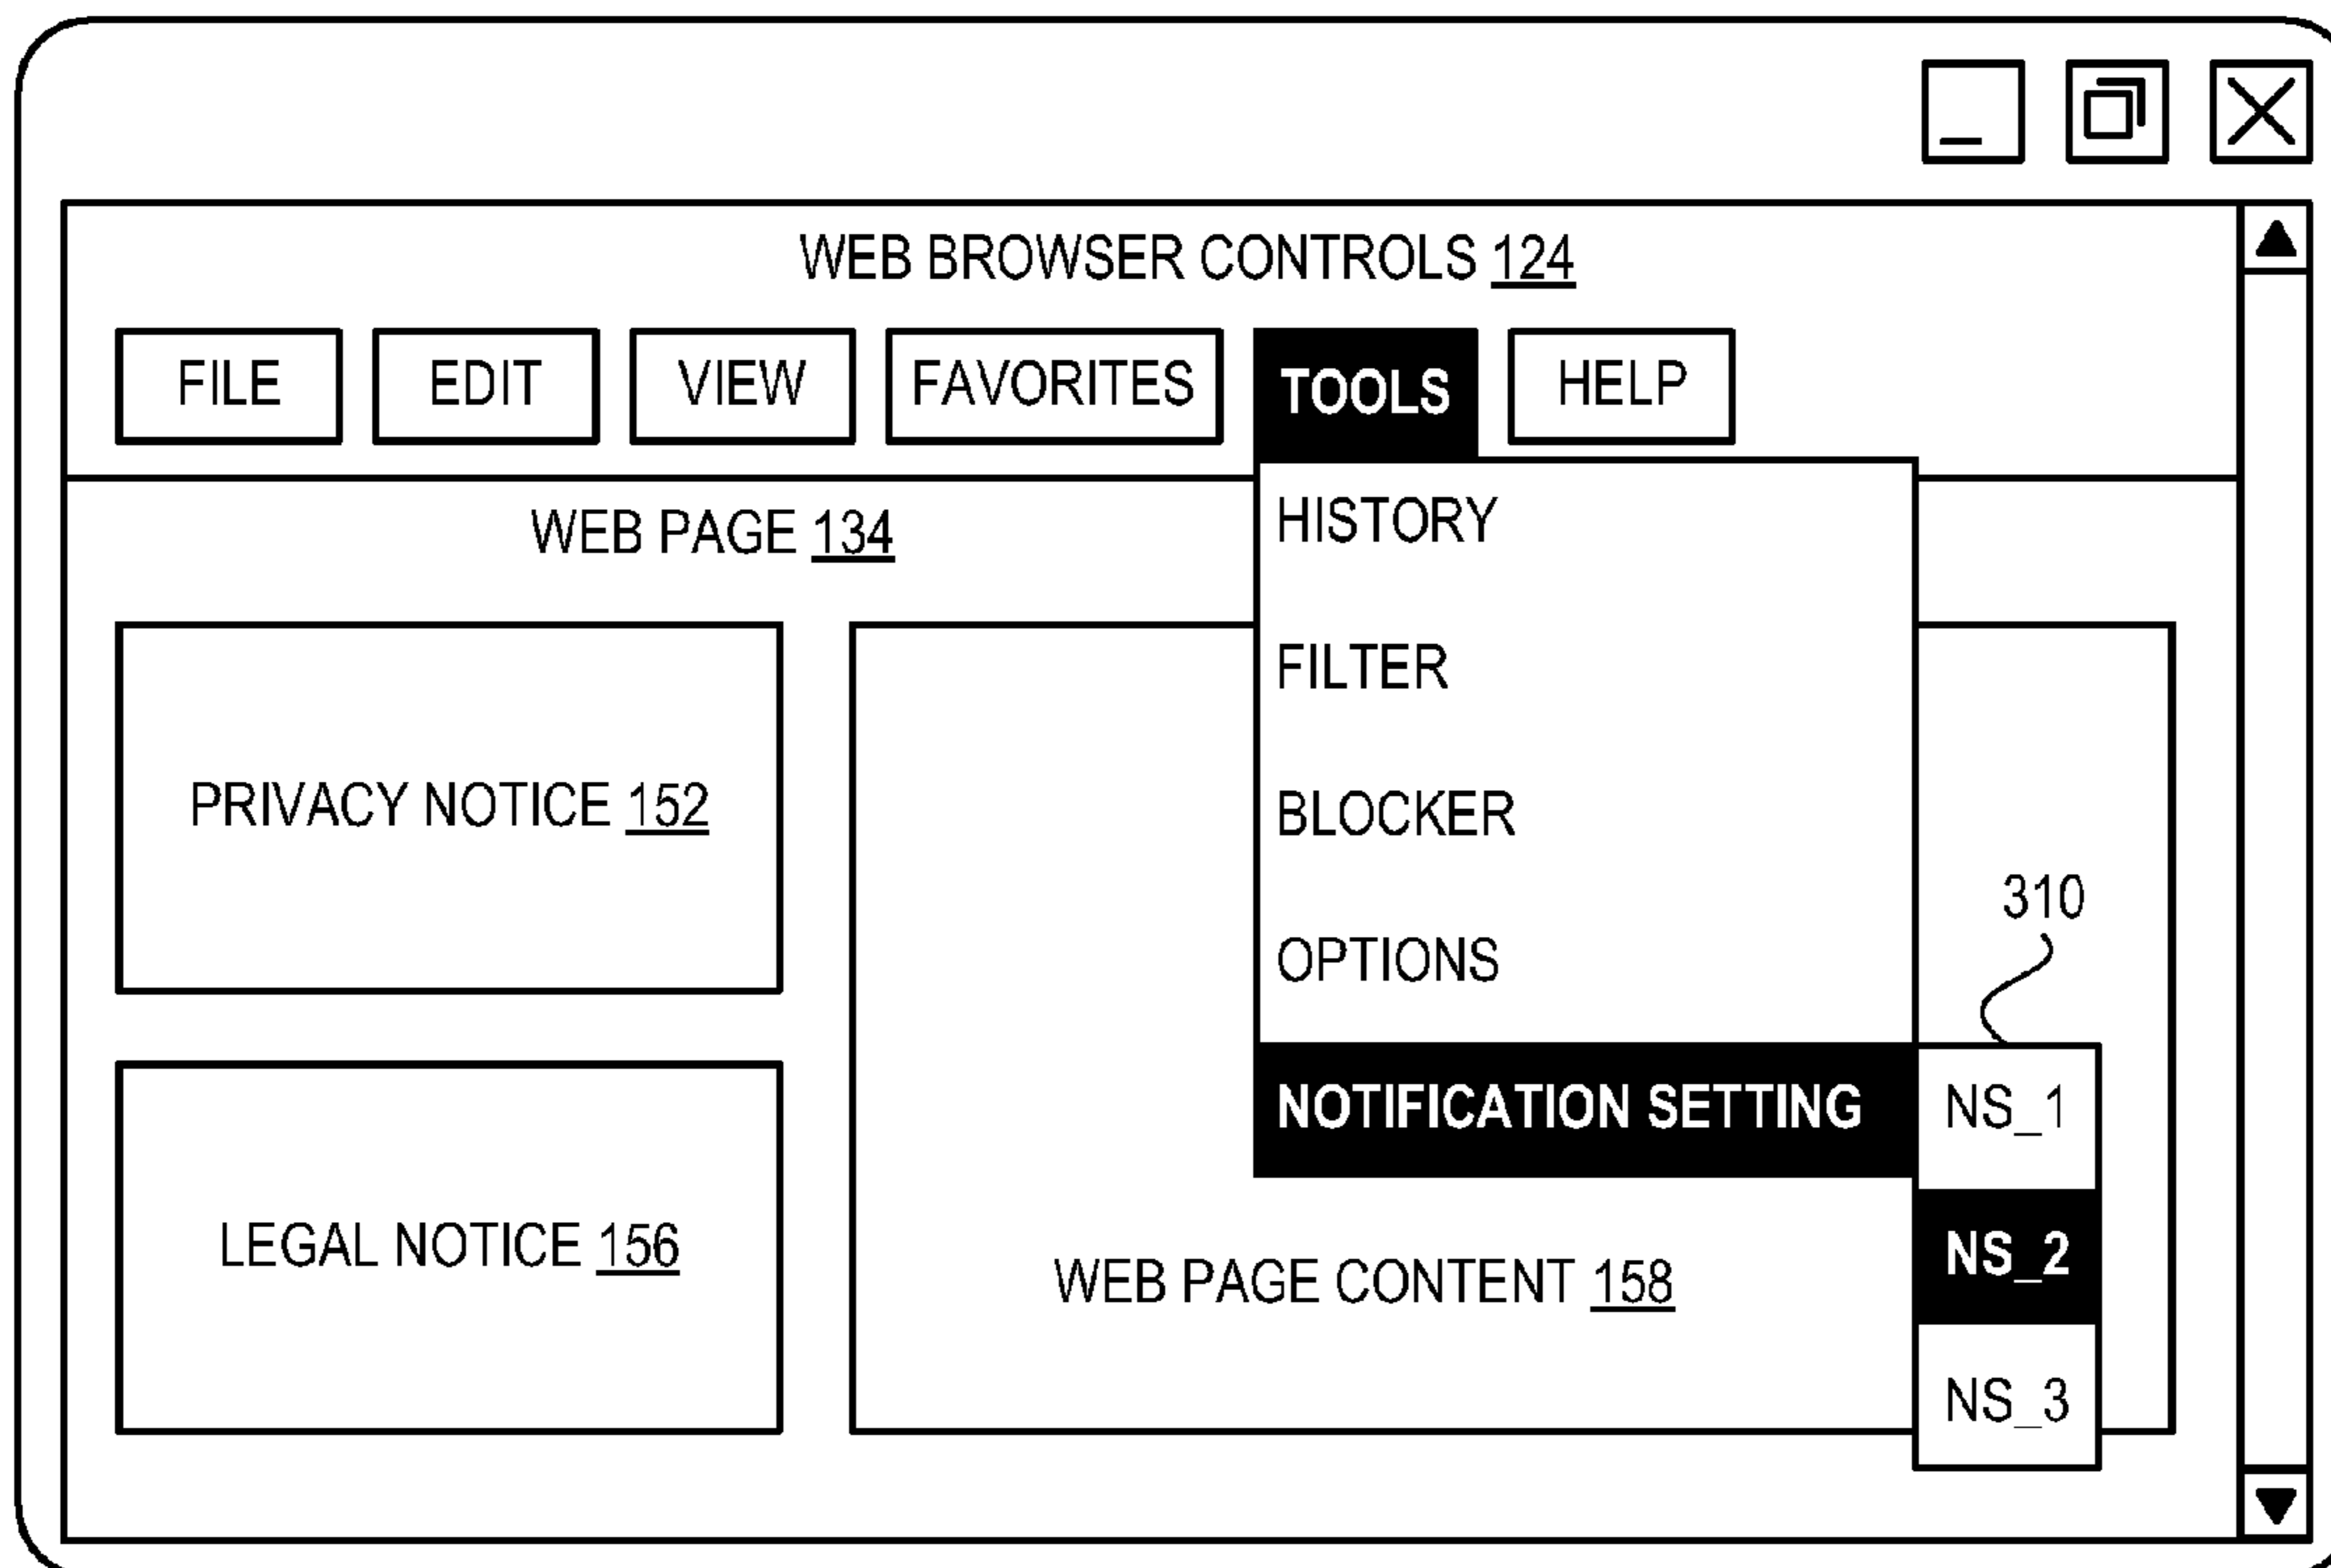 WEB BROWSER CONTROLS 124
FILE EDIT VIEW FAVORITES TOOLS HELP
WEB PAGE 134
HISTORY
FILTER
BLOCKER
OPTIONS
NOTIFICATION SETTING
310
NS_1
NS_2
NS_3
PRIVACY NOTICE 152
LEGAL NOTICE 156
WEB PAGE CONTENT 158